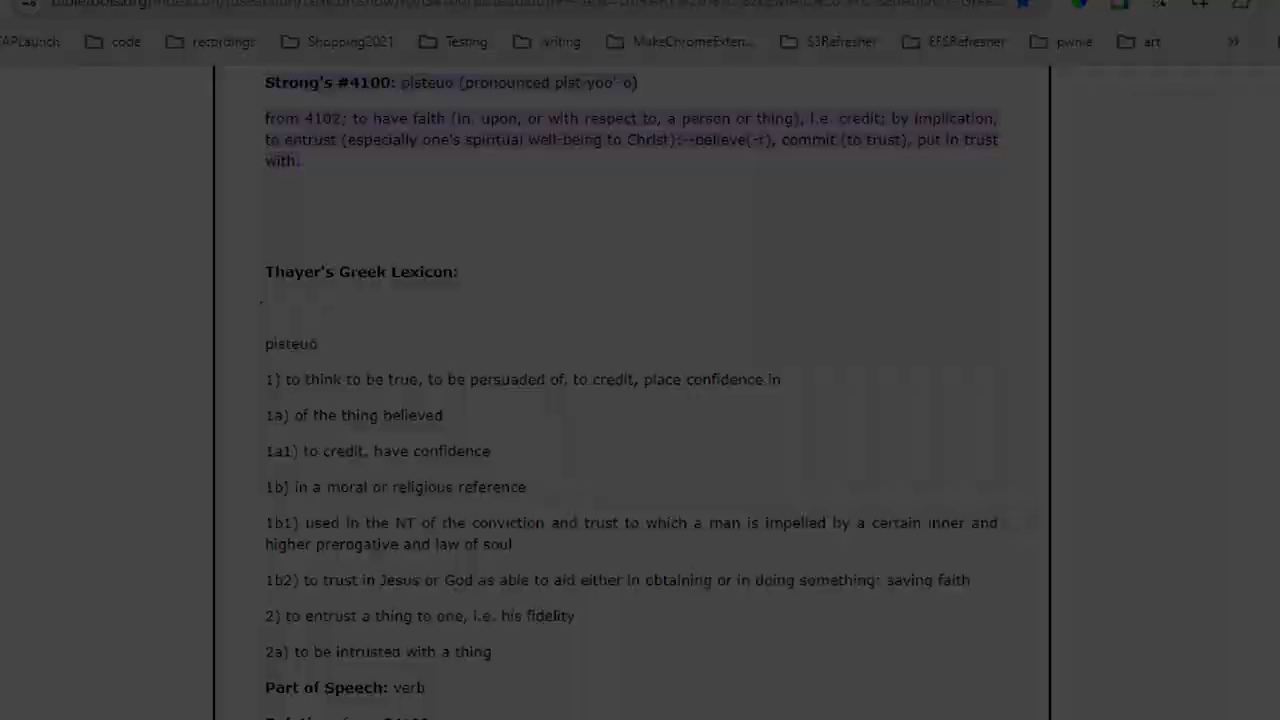 APLaunch code recordings Shopping2021 Testing writing MakeChromeExten... S3Refresher EFSRefresher pwnie art »
Strong's #4100: pisteuo (pronounced pist-yoo'-o)
from 4102; to have faith (in, upon, or with respect to, a person or thing), i.e. credit; by implication,
to entrust (especially one's spiritual well-being to Christ):--believe(-r), commit (to trust), put in trust
with.
Thayer's Greek Lexicon:
pisteuō
1) to think to be true, to be persuaded of, to credit, place confidence in
1a) of the thing believed
1a1) to credit, have confidence
1b) in a moral or religious reference
1b1) used in the NT of the conviction and trust to which a man is impelled by a certain inner and
higher prerogative and law of soul
1b2) to trust in Jesus or God as able to aid either in obtaining or in doing something: saving faith
2) to entrust a thing to one, i.e. his fidelity
2a) to be intrusted with a thing
Part of Speech: verb